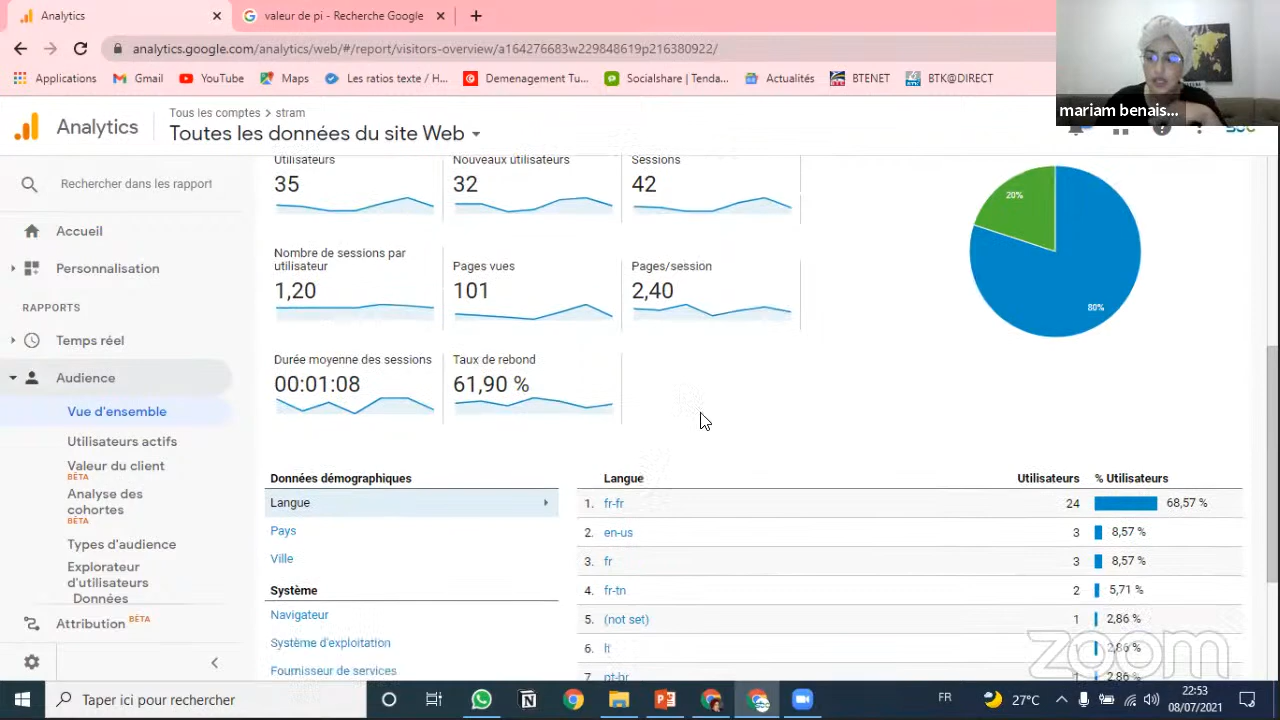 Analytics
valeur de pi - Recherche Google
analytics.google.com/analytics/web/#/report/visitors-overview/a164276683w229848619p216380922/
Applications
Gmail
YouTube
Maps
Les ratios texte / H...
Demenagement Tu...
Socialshare | Tenda...
Actualités
BTENET
BTK@DIRECT
mariam benais...
Analytics
Tous les comptes > stram
Toutes les données du site Web
Rechercher dans les rapport
Accueil
Personnalisation
RAPPORTS
Temps réel
Audience
Vue d'ensemble
Utilisateurs actifs
Valeur du client
BÊTA
Analyse des
cohortes
BÊTA
Types d'audience
Explorateur
d'utilisateurs
Données
Attribution BÊTA
Utilisateurs
35
Nouveaux utilisateurs
32
Sessions
42
Nombre de sessions par
utilisateur
1,20
Pages vues
101
Pages/session
2,40
Durée moyenne des sessions
00:01:08
Taux de rebond
61,90 %
20%
80%
Données démographiques
Langue
Pays
Ville
Système
Navigateur
Système d'exploitation
Fournisseur de services
Langue Utilisateurs % Utilisateurs
1. fr-fr 24 68,57 %
2. en-us 3 8,57 %
3. fr 3 8,57 %
4. fr-tn 2 5,71 %
5. (not set) 1 2,86 %
6. 2,86 %
7. pt-br 2,86 %
zoom
Taper ici pour rechercher
FR
27°C
22:53
08/07/2021